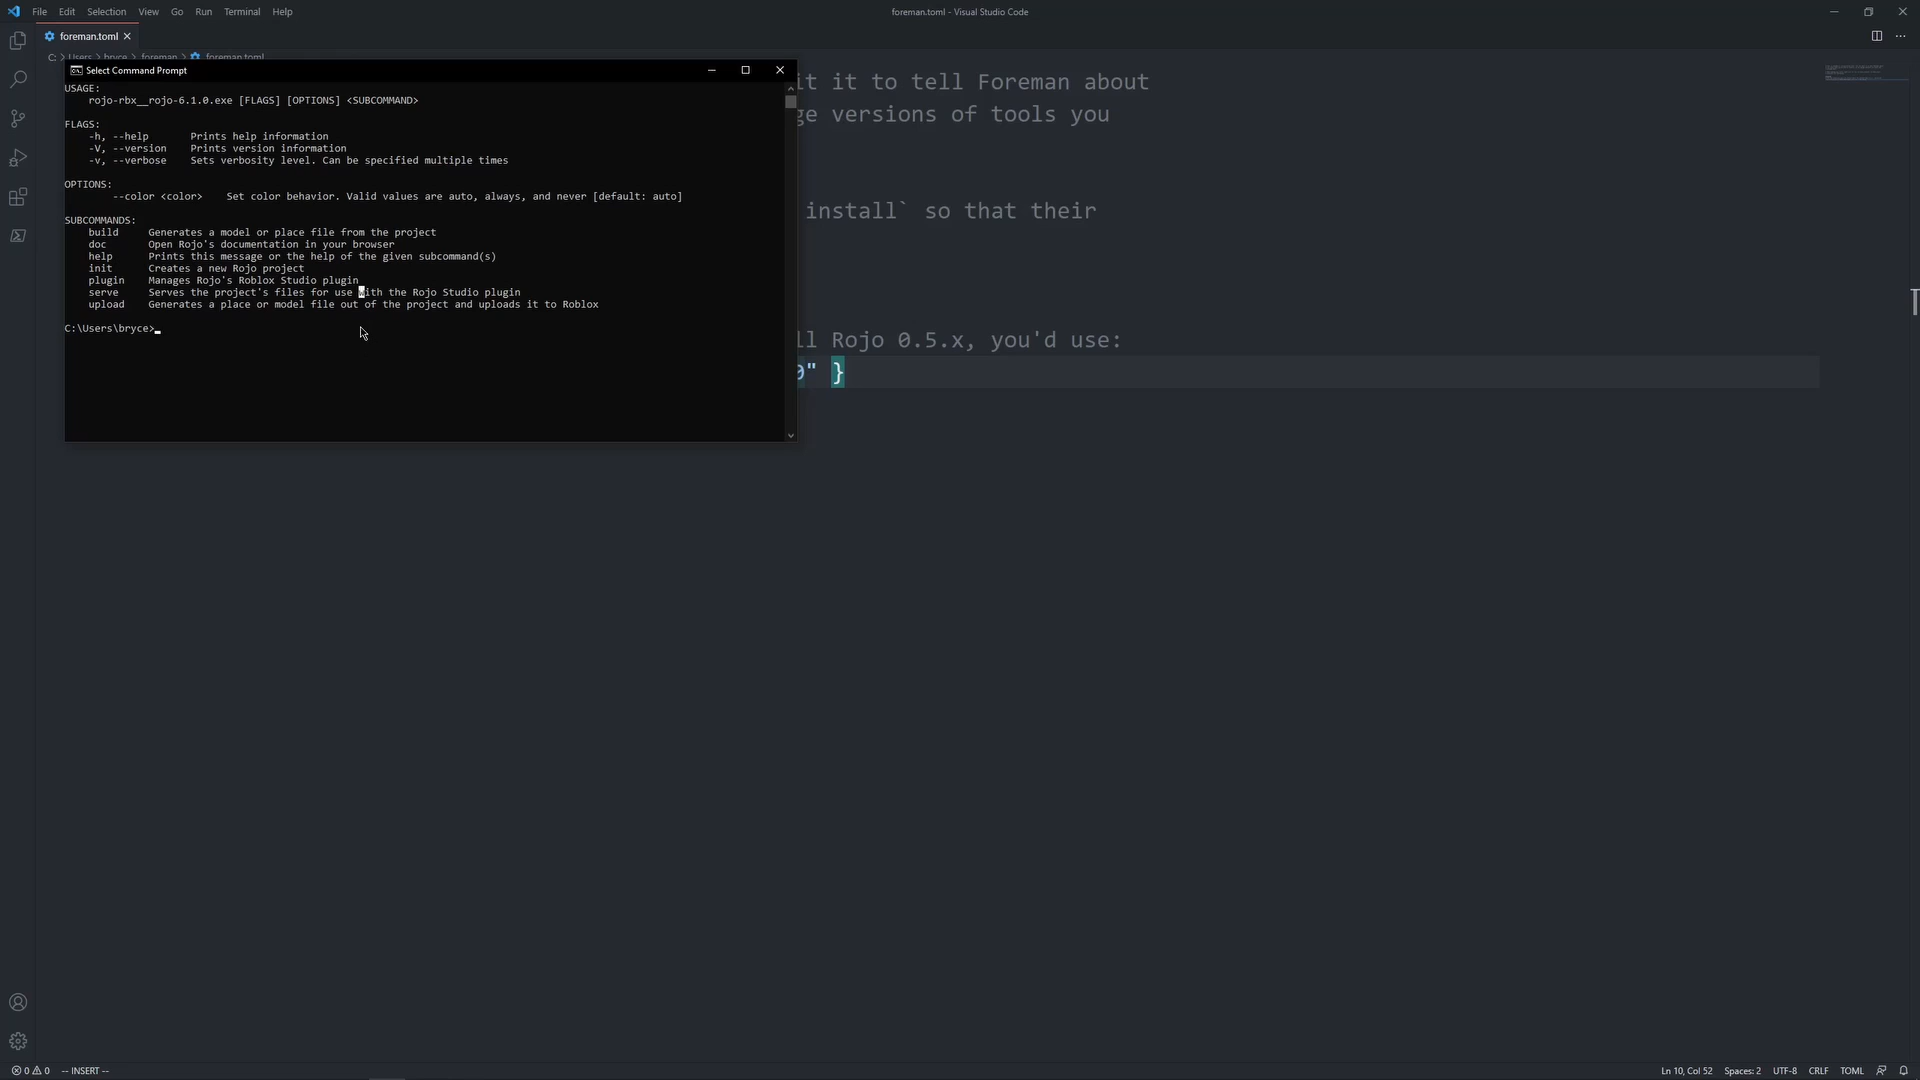 File Edit Selection View Go Run Terminal Help
foreman.toml - Visual Studio Code
foreman.toml
C: > Users > bryce > foreman > foreman.toml
Select Command Prompt
USAGE:
rojo-rbx__rojo-6.1.0.exe [FLAGS] [OPTIONS] <SUBCOMMAND>
FLAGS:
-h, --help Prints help information
-V, --version Prints version information
-v, --verbose Sets verbosity level. Can be specified multiple times
OPTIONS:
--color <color> Set color behavior. Valid values are auto, always, and never [default: auto]
SUBCOMMANDS:
build Generates a model or place file from the project
doc Open Rojo's documentation in your browser
help Prints this message or the help of the given subcommand(s)
init Creates a new Rojo project
plugin Manages Rojo's Roblox Studio plugin
serve Serves the project's files for use with the Rojo Studio plugin
upload Generates a place or model file out of the project and uploads it to Roblox
C:\Users\bryce>
it it to tell Foreman about
ge versions of tools you
install` so that their
ll Rojo 0.5.x, you'd use:
0" }
0 0 -- INSERT --
Ln 10, Col 52 Spaces: 2 UTF-8 CRLF TOML